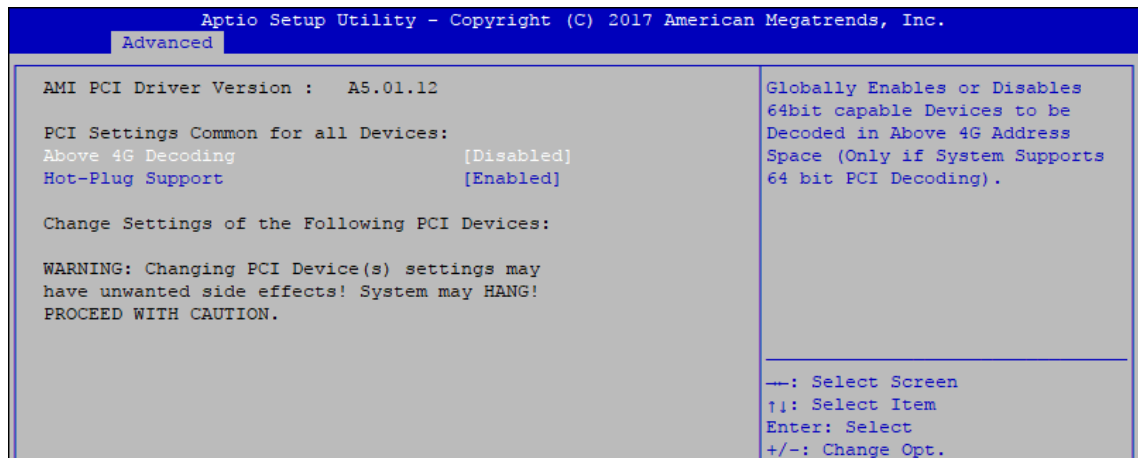 Aptio Setup Utility - Copyright (C) 2017 American Megatrends, Inc.
Advanced
AMI PCI Driver Version :   A5.01.12
PCI Settings Common for all Devices:
Above 4G Decoding   [Disabled]
Hot-Plug Support   [Enabled]
Change Settings of the Following PCI Devices:
WARNING: Changing PCI Device(s) settings may
have unwanted side effects! System may HANG!
PROCEED WITH CAUTION.
Globally Enables or Disables
64bit capable Devices to be
Decoded in Above 4G Address
Space (Only if System Supports
64 bit PCI Decoding).
→←: Select Screen
↑↓: Select Item
Enter: Select
+/-: Change Opt.